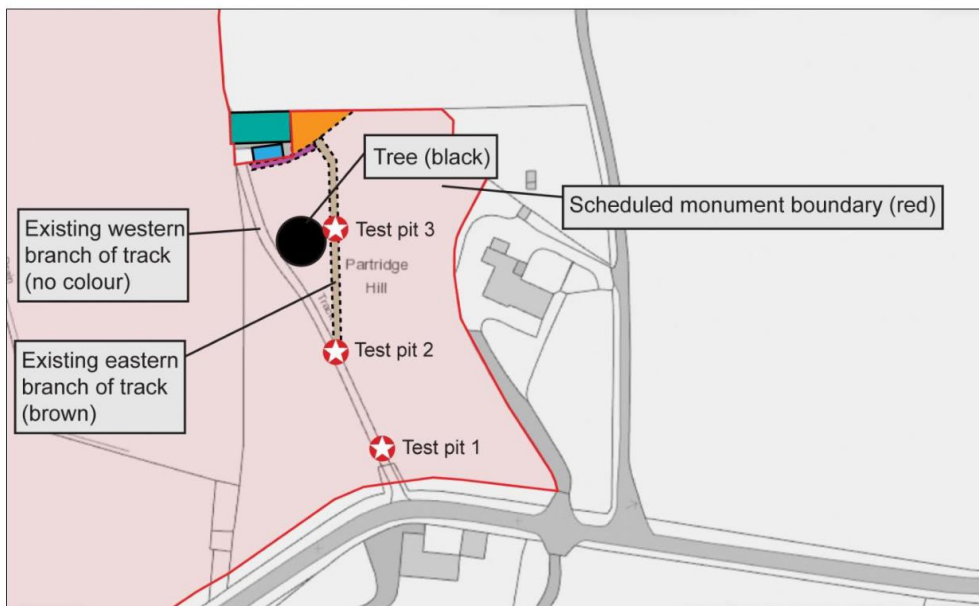 Tree (black)
Scheduled monument boundary (red)
Existing western
branch of track
(no colour)
Test pit 3
Partridge
Hill
Track
Existing eastern
branch of track
(brown)
Test pit 2
Test pit 1